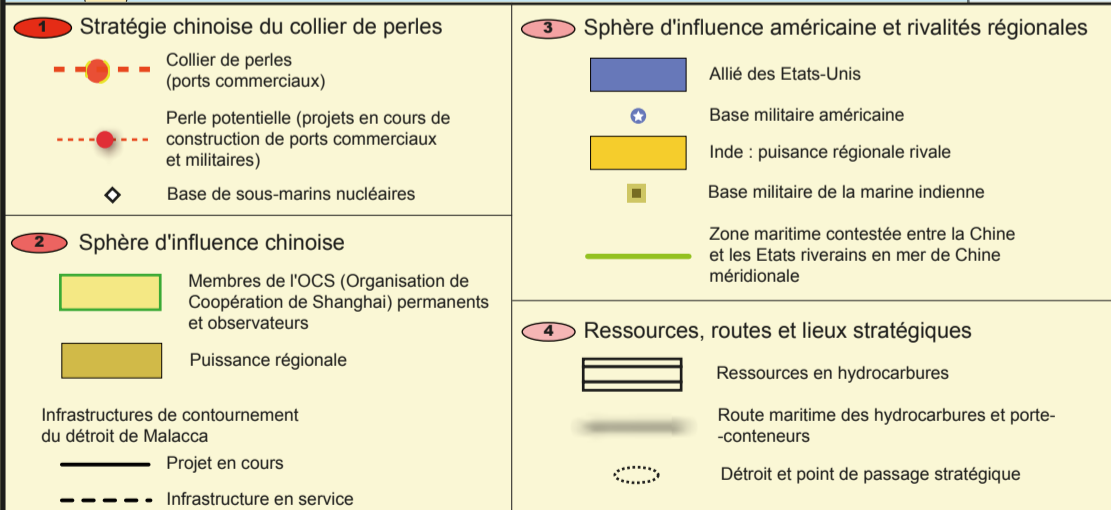 1 Stratégie chinoise du collier de perles
Collier de perles
(ports commerciaux)
Perle potentielle (projets en cours de
construction de ports commerciaux
et militaires)
Base de sous-marins nucléaires
2 Sphère d'influence chinoise
Membres de l'OCS (Organisation de
Coopération de Shanghai) permanents
et observateurs
Puissance régionale
Infrastructures de contournement
du détroit de Malacca
Projet en cours
Infrastructure en service
3 Sphère d'influence américaine et rivalités régionales
Allié des Etats-Unis
Base militaire américaine
Inde : puisance régionale rivale
Base militaire de la marine indienne
Zone maritime contestée entre la Chine
et les Etats riverains en mer de Chine
méridionale
4 Ressources, routes et lieux stratégiques
Ressources en hydrocarbures
Route maritime des hydrocarbures et porte-
-conteneurs
Détroit et point de passage stratégique